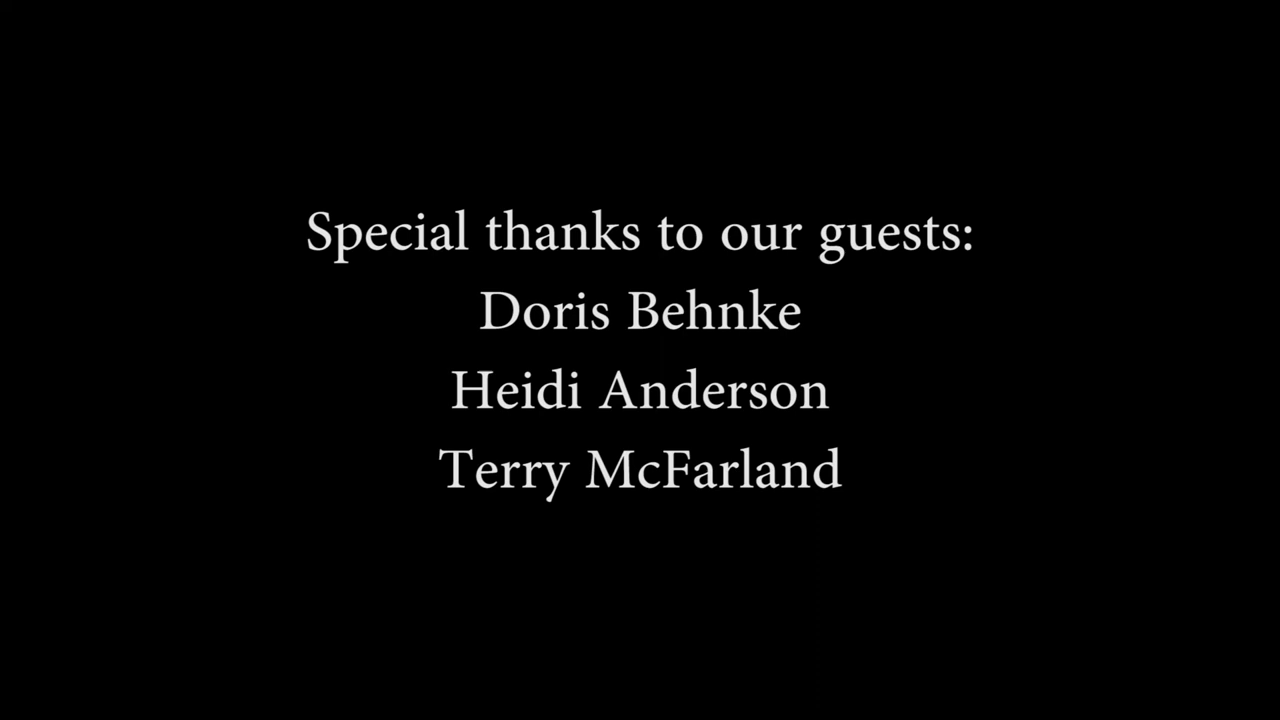 Special thanks to our guests:
Doris Behnke
Heidi Anderson
Terry McFarland